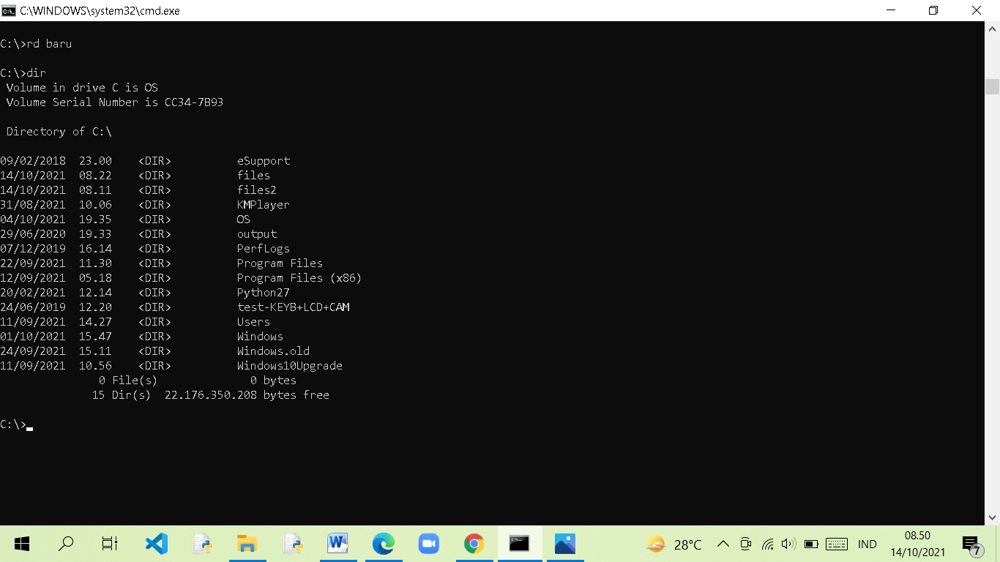 C:\WINDOWS\system32\cmd.exe
C:\>rd baru
C:\>dir
 Volume in drive C is OS
 Volume Serial Number is CC34-7B93
 Directory of C:\
09/02/2018  23.00    <DIR>          eSupport
14/10/2021  08.22    <DIR>          files
14/10/2021  08.11    <DIR>          files2
31/08/2021  10.06    <DIR>          KMPlayer
04/10/2021  19.35    <DIR>          OS
29/06/2020  19.33    <DIR>          output
07/12/2019  16.14    <DIR>          PerfLogs
22/09/2021  11.30    <DIR>          Program Files
12/09/2021  05.18    <DIR>          Program Files (x86)
20/02/2021  12.14    <DIR>          Python27
24/06/2019  12.20    <DIR>          test-KEYB+LCD+CAM
11/09/2021  14.27    <DIR>          Users
01/10/2021  15.47    <DIR>          Windows
24/09/2021  15.11    <DIR>          Windows.old
11/09/2021  10.56    <DIR>          Windows10Upgrade
               0 File(s)              0 bytes
              15 Dir(s)  22.176.350.208 bytes free
C:\>
28°C IND 08.50
14/10/2021 7